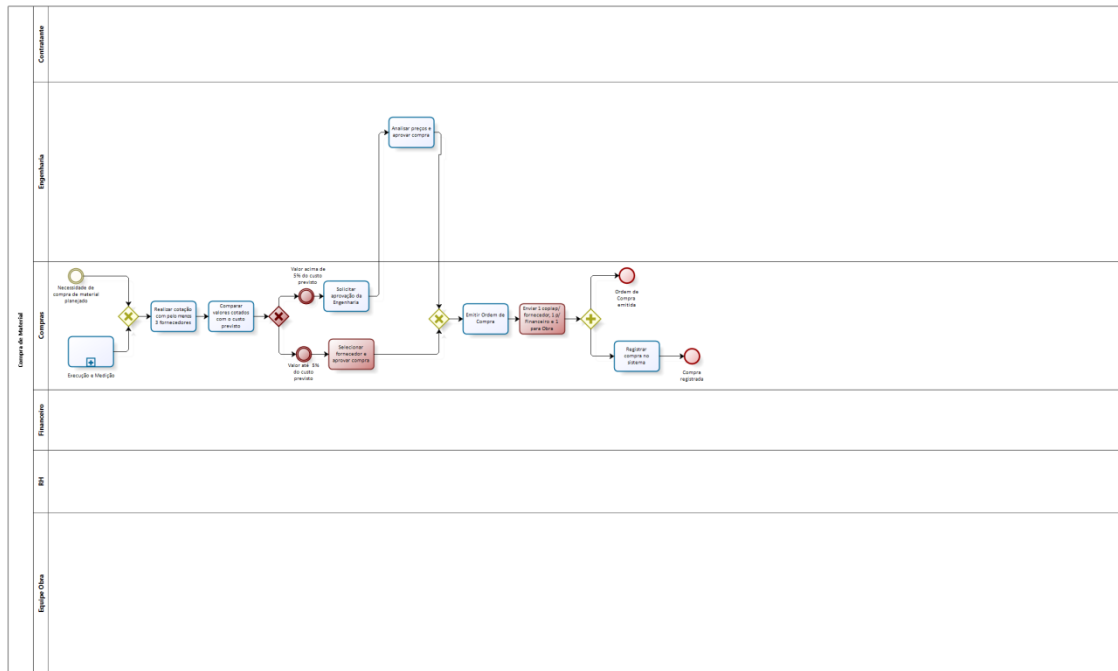 Compra de Material
Contratante
Engenharia
Analisar preços e
aprovar compra
Compras
Necessidade de
compra de material
planejado
Execução e Medição
Realizar cotação
com pelo menos
3 fornecedores
Comparar
valores cotados
com o custo
previsto
Valor acima de
5% do custo
previsto
Solicitar
aprovação da
Engenharia
Valor até 5%
do custo
previsto
Selecionar
fornecedor e
aprovar compra
Emitir Ordem de
Compra
Enviar 1 copia p/
fornecedor, 1 p/
Financeiro e 1
para Obra
Ordem de
Compra
emitida
Registrar
compra no
sistema
Compra
registrada
Financeiro
RH
Equipe Obra